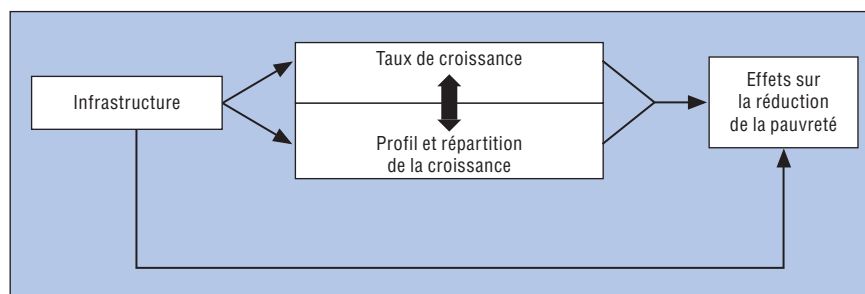 Infrastructure
Taux de croissance
Profil et répartition
de la croissance
Effets sur
la réduction
de la pauvreté